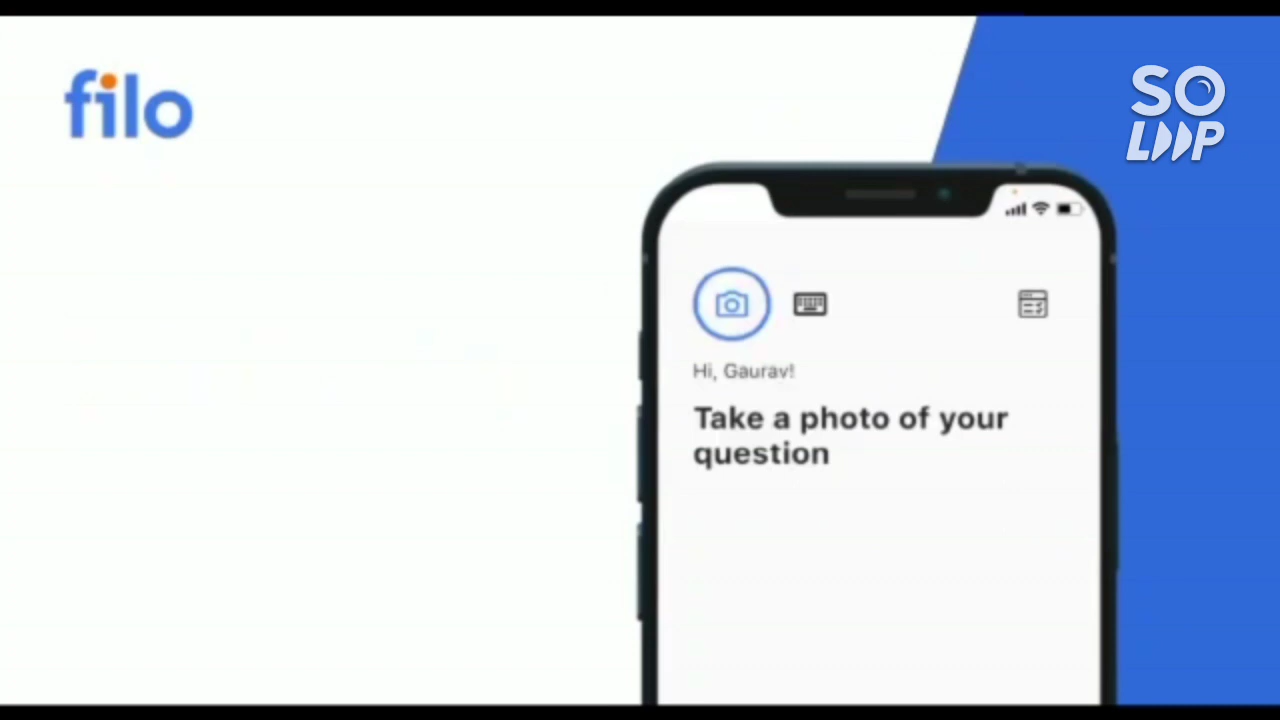 filo
SO
LOOP
Hi, Gaurav!
Take a photo of your
question